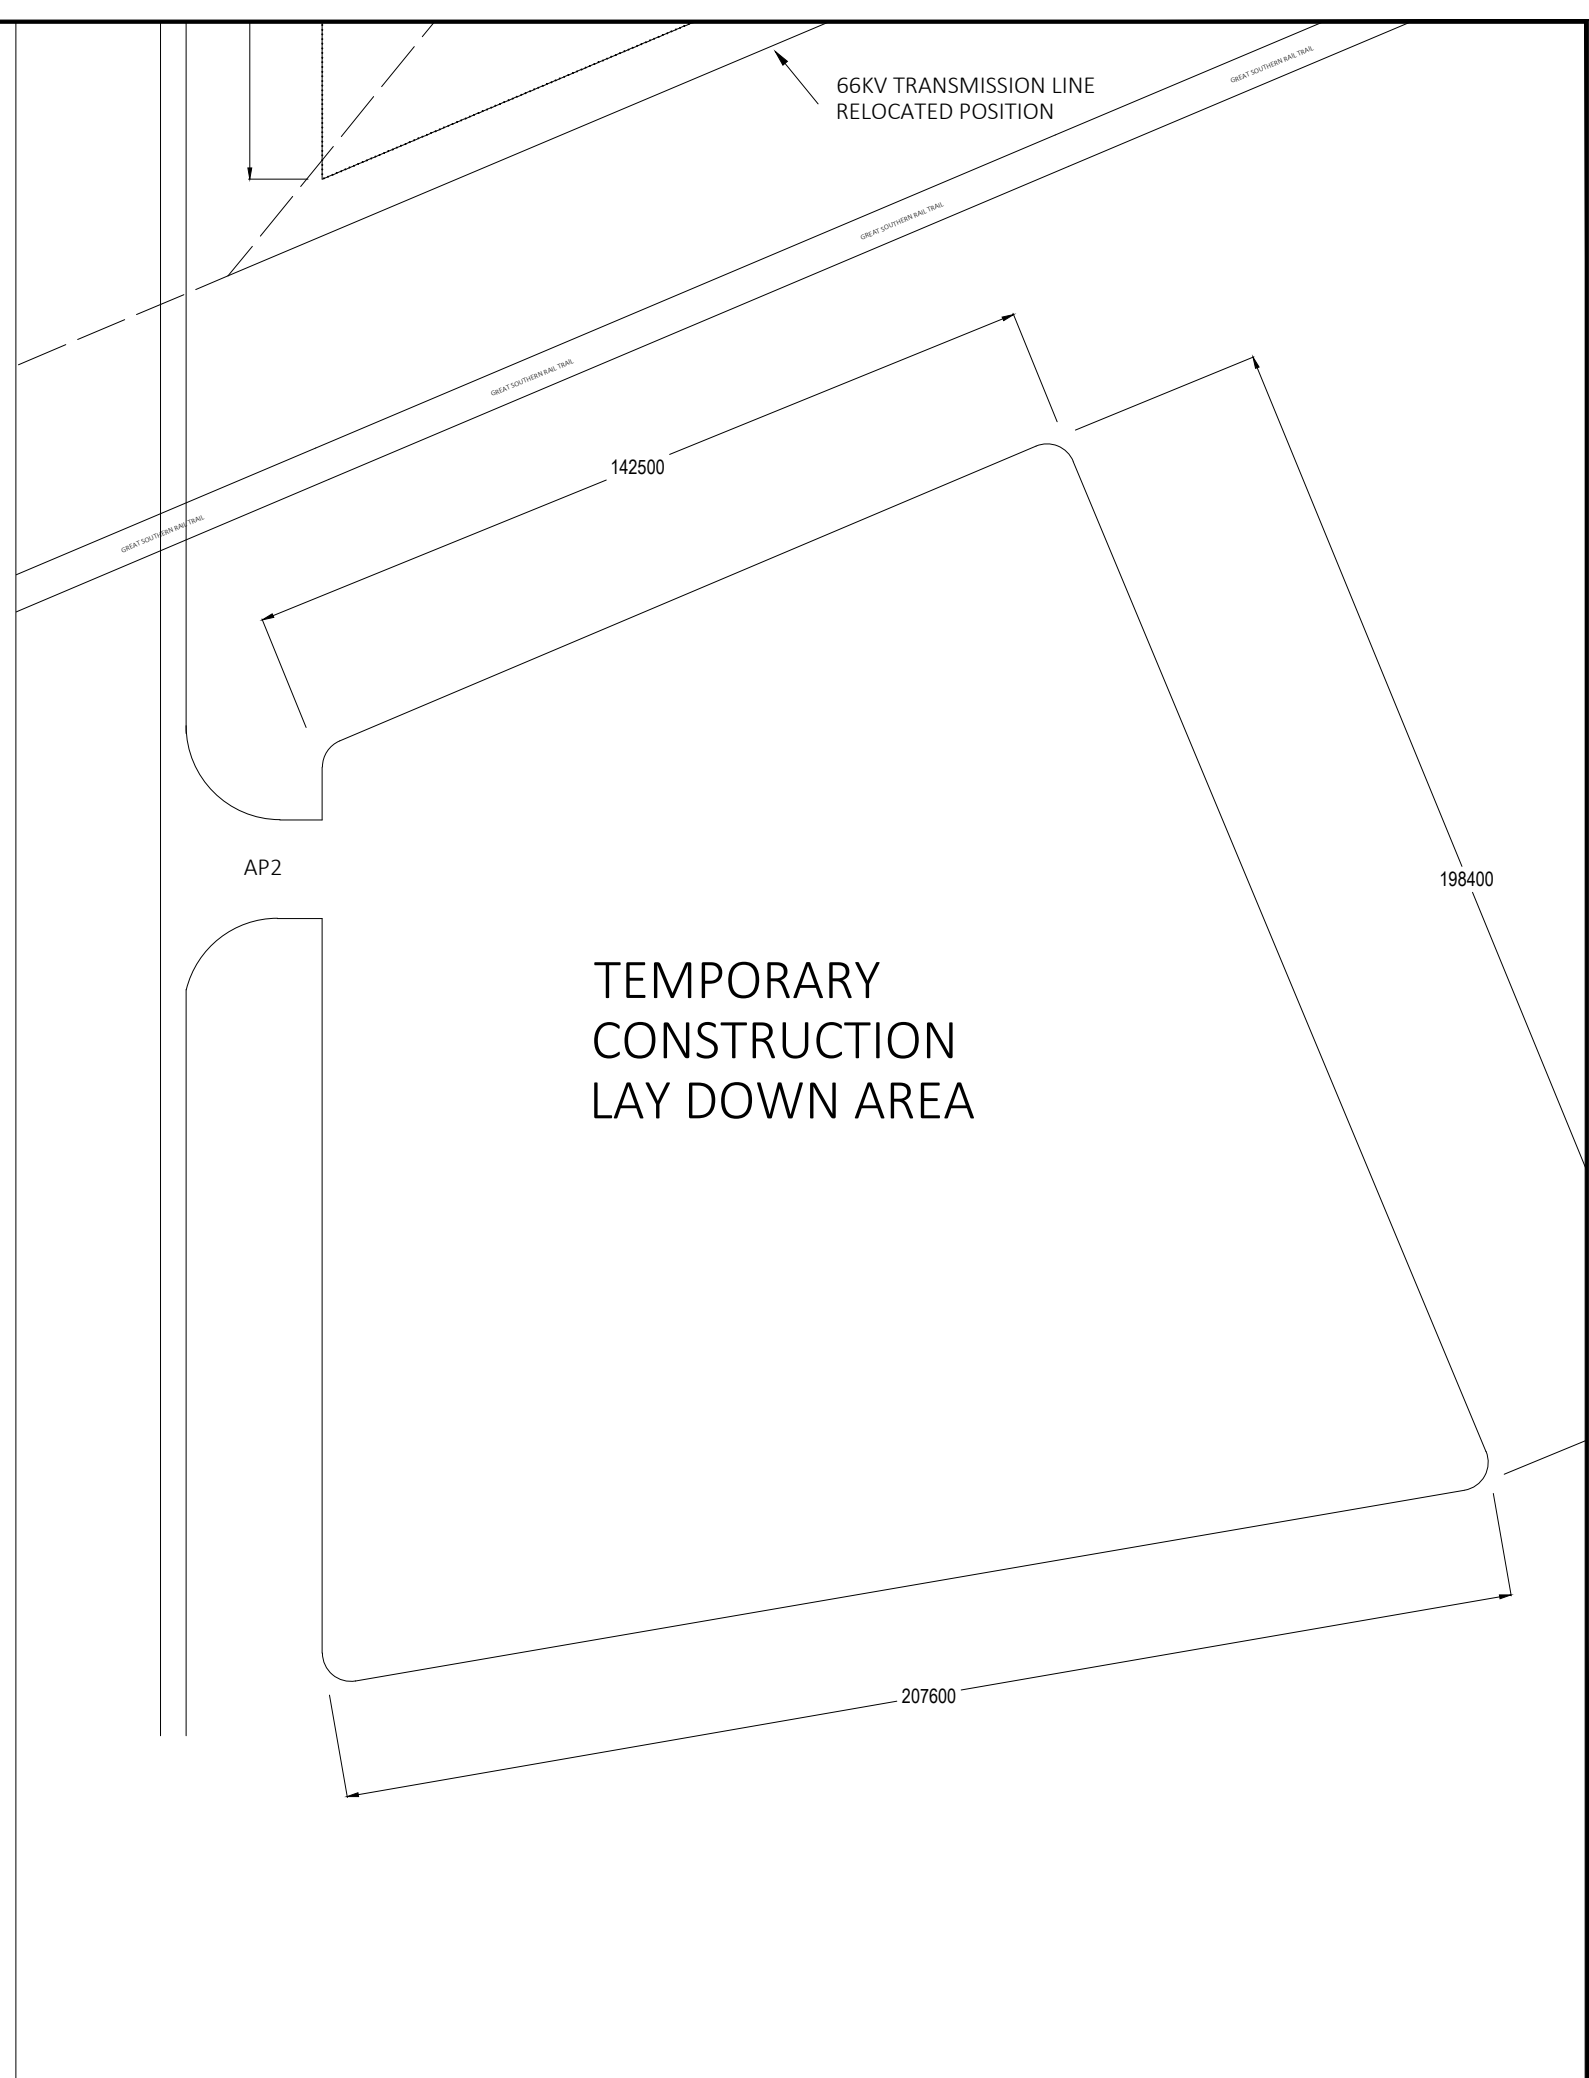 GREAT SOUTHERN RAIL TRAIL
66KV TRANSMISSION LINE
RELOCATED POSITION
GREAT SOUTHERN RAIL TRAIL
GREAT SOUTHERN RAIL TRAIL
142500
GREAT SOUTHERN RAIL TRAIL
AP2
198400
TEMPORARY
CONSTRUCTION
LAY DOWN AREA
207600